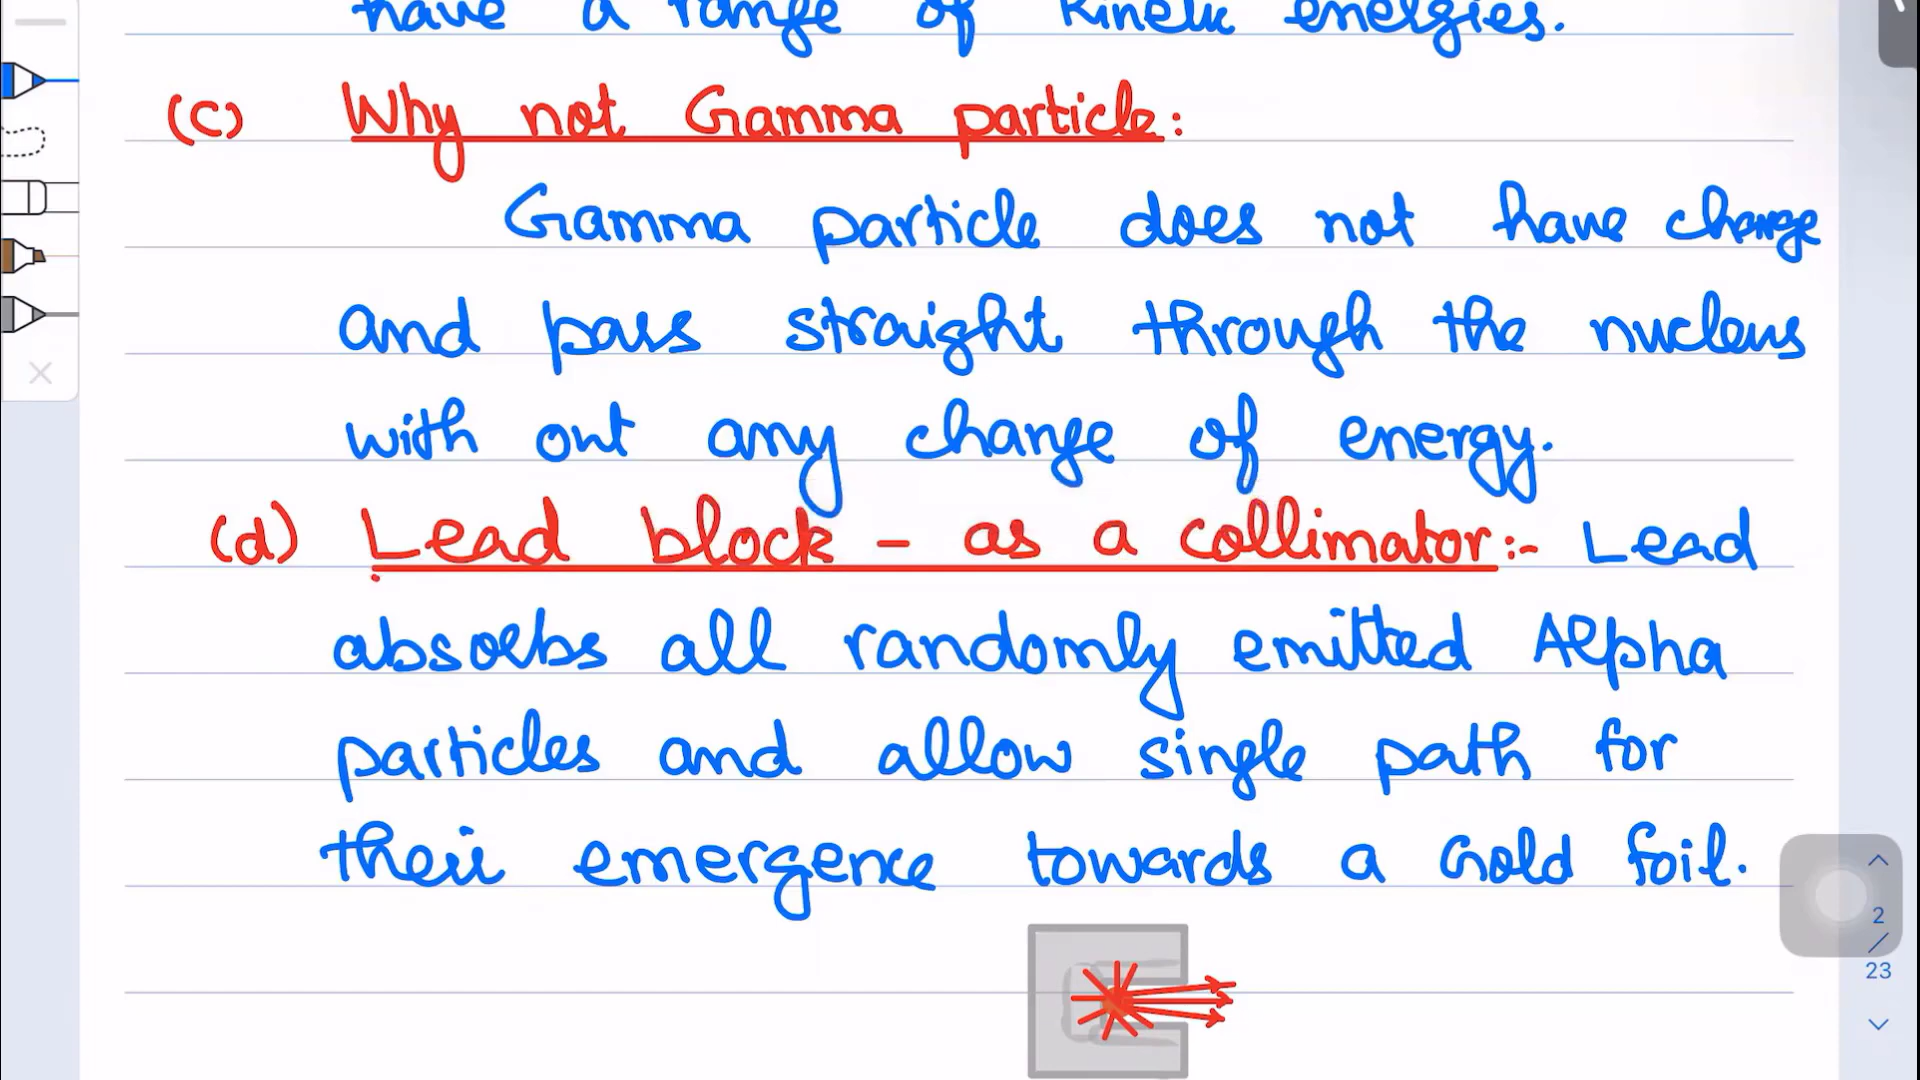 have a range of kinetic energies.
(c) Why not Gamma particle:
Gamma particle does not have charge
and pass straight through the nucleus
with out any change of energy.
(d) Lead block - as a collimator:- Lead
absorbs all randomly emitted Alpha
particles and allow single path for
their emergence towards a Gold foil.
2
/
23